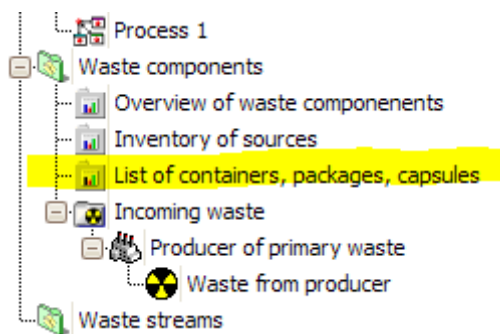 Process 1
Waste components
Overview of waste componenents
Inventory of sources
List of containers, packages, capsules
Incoming waste
Producer of primary waste
Waste from producer
Waste streams